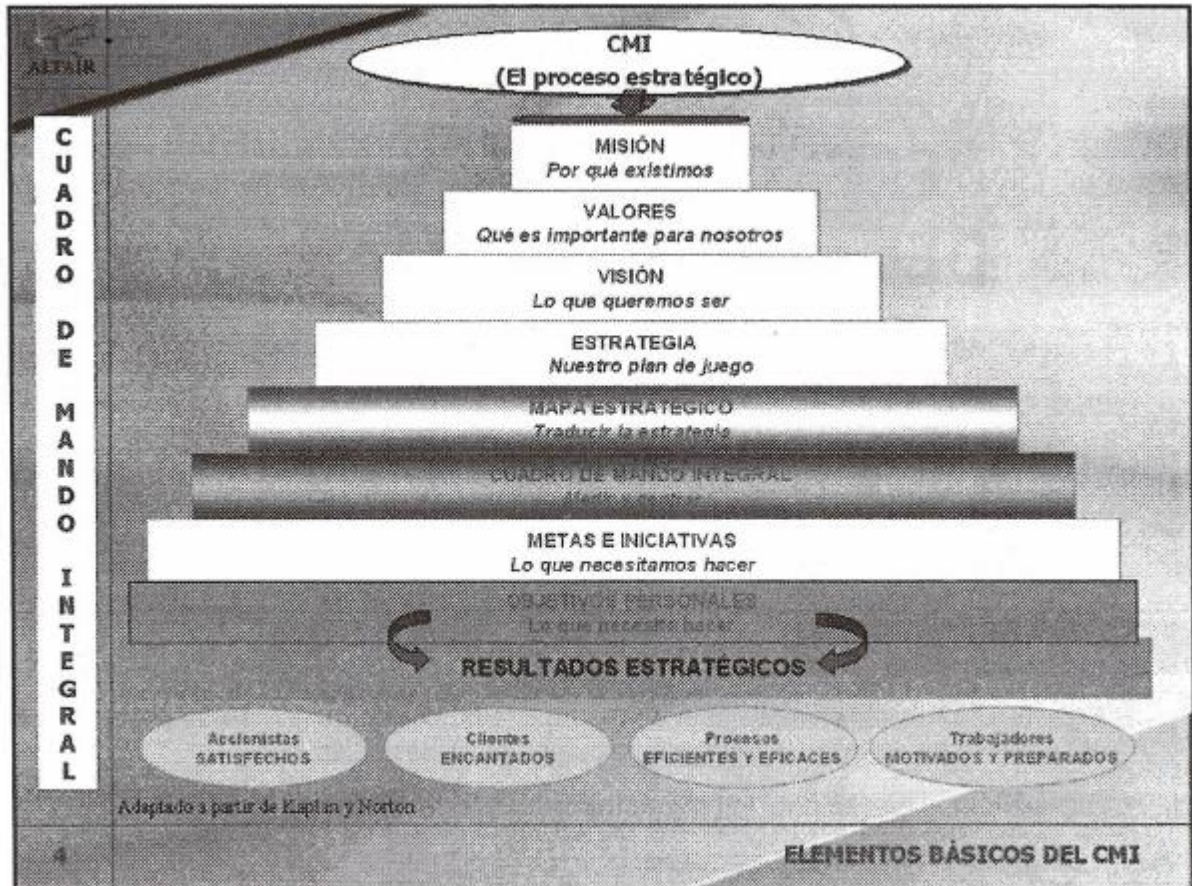 ALTAIR
CMI
(El proceso estratégico)
CUADRO DE MANDO INTEGRAL
MISIÓN
Por qué existimos
VALORES
Qué es importante para nosotros
VISIÓN
Lo que queremos ser
ESTRATEGIA
Nuestro plan de juego
MAPA ESTRATÉGICO
Traducir la estrategia
CUADRO DE MANDO INTEGRAL
METAS E INICIATIVAS
Lo que necesitamos hacer
OBJETIVOS PERSONALES
Lo que necesito hacer
RESULTADOS ESTRATÉGICOS
Accionistas
SATISFECHOS
Clientes
ENCANTADOS
Procesos
EFICIENTES Y EFICACES
Trabajadores
MOTIVADOS Y PREPARADOS
Adaptado a partir de Kaplan y Norton
4
ELEMENTOS BÁSICOS DEL CMI